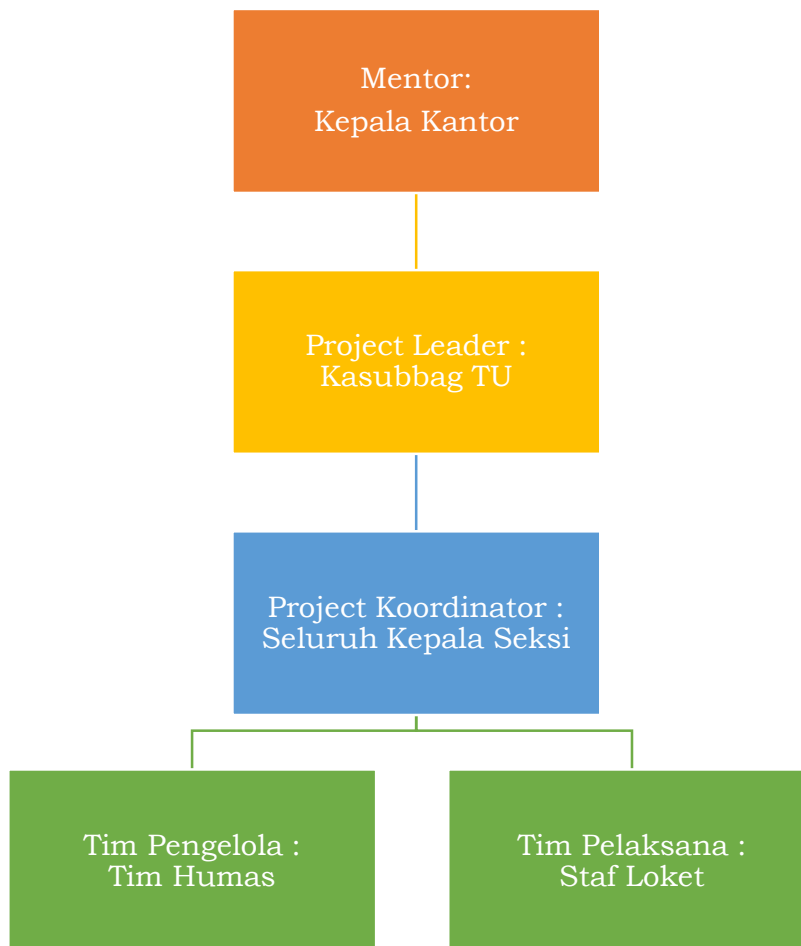 Mentor:
Kepala Kantor
Project Leader :
Kasubbag TU
Project Koordinator :
Seluruh Kepala Seksi
Tim Pengelola :
Tim Humas
Tim Pelaksana :
Staf Loket